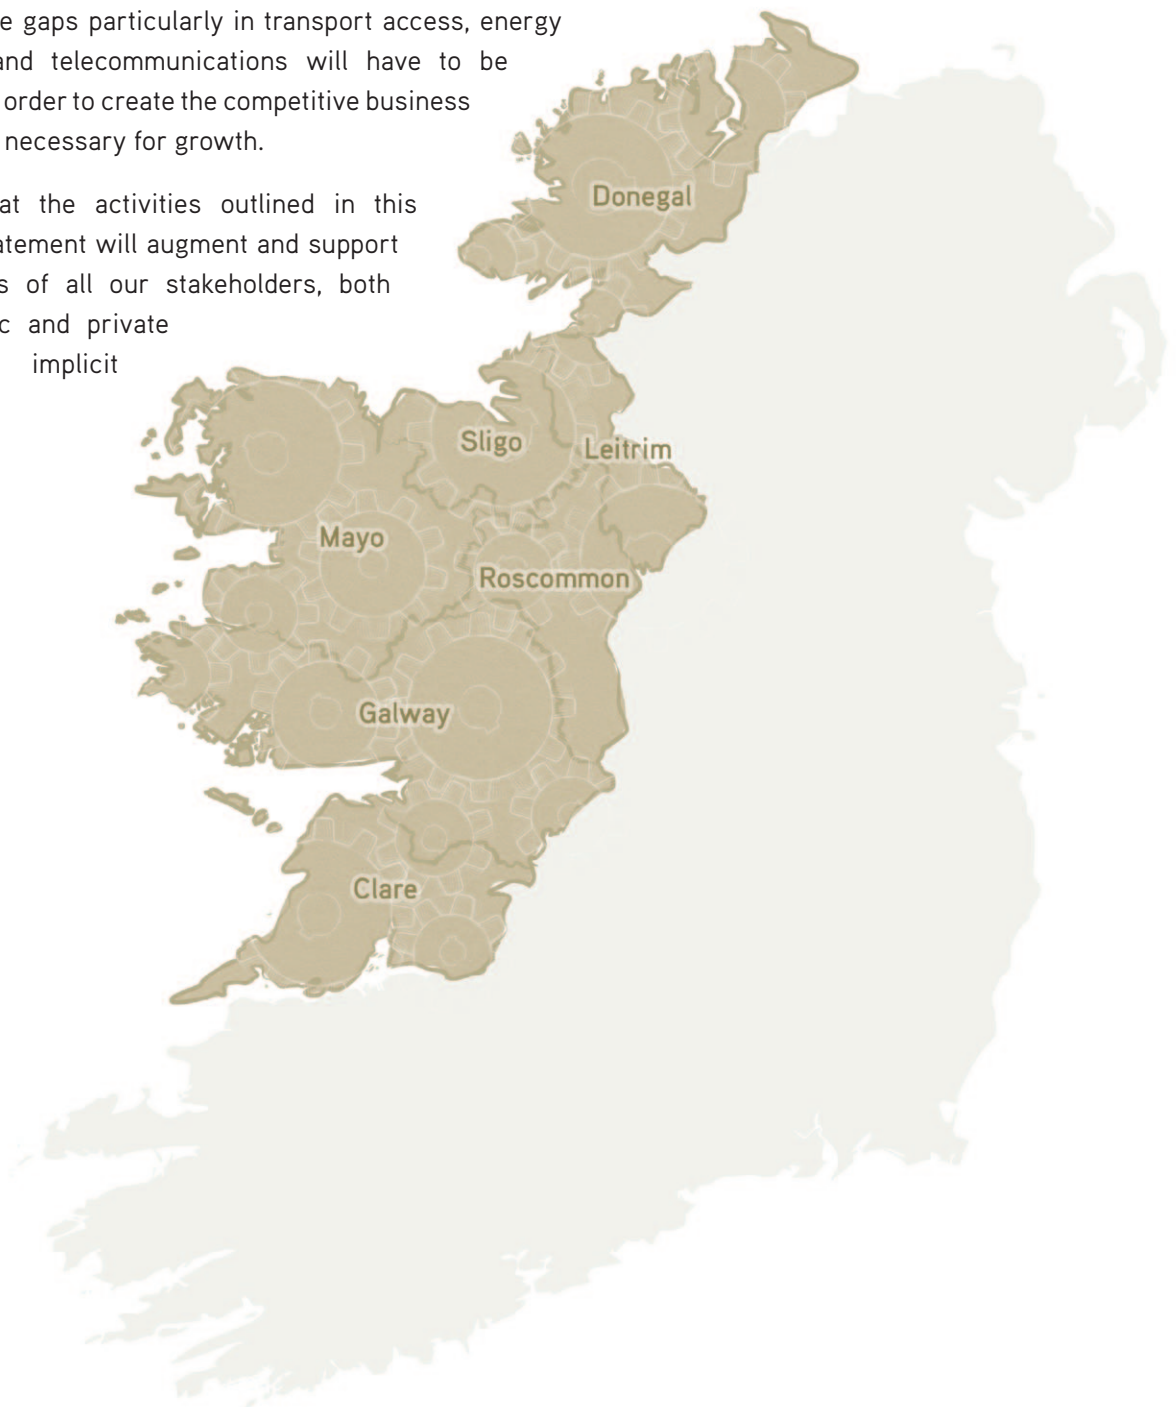 e gaps particularly in transport access, energy
and telecommunications will have to be
order to create the competitive business
necessary for growth.
at the activities outlined in this
atement will augment and support
s of all our stakeholders, both
c and private
implicit
Donegal
Sligo
Leitrim
Mayo
Roscommon
Galway
Clare